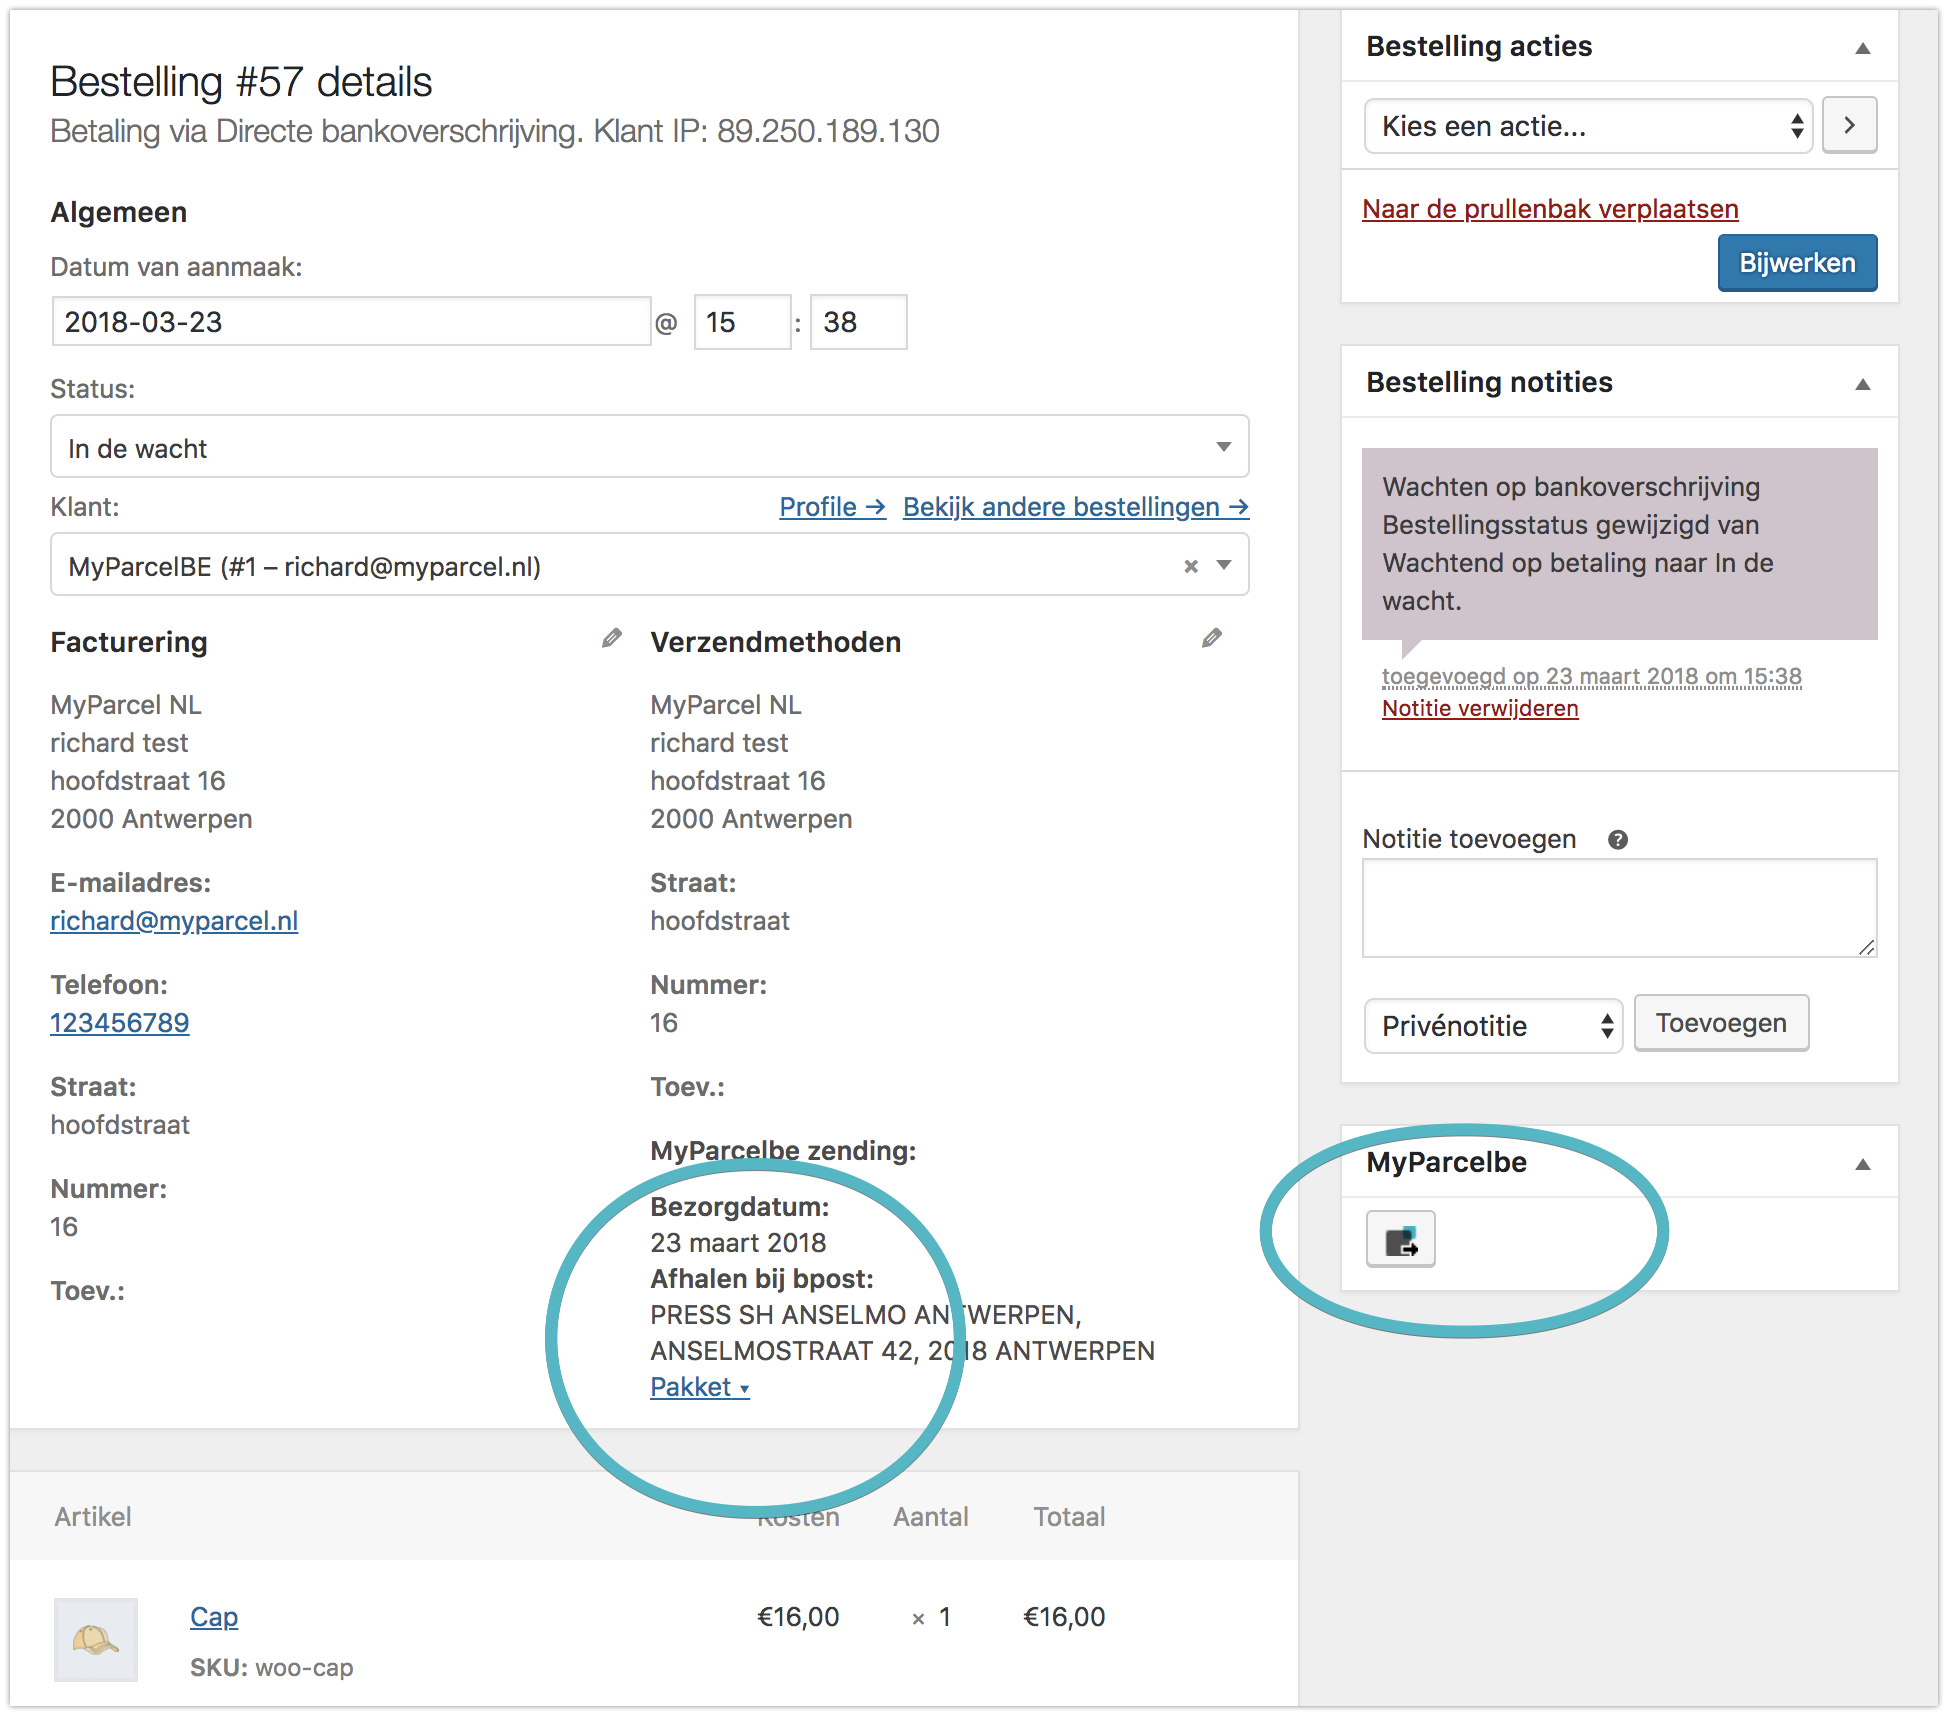 Bestelling #57 details
Betaling via Directe bankoverschrijving. Klant IP: 89.250.189.130
Algemeen
Datum van aanmaak:
2018-03-23 @ 15 : 38
Status:
In de wacht
Klant: Profile → Bekijk andere bestellingen →
MyParcelBE (#1 – richard@myparcel.nl) ×
Facturering
MyParcel NL
richard test
hoofdstraat 16
2000 Antwerpen
E-mailadres:
richard@myparcel.nl
Telefoon:
123456789
Straat:
hoofdstraat
Nummer:
16
Toev.:
Verzendmethoden
MyParcel NL
richard test
hoofdstraat 16
2000 Antwerpen
Straat:
hoofdstraat
Nummer:
16
Toev.:
MyParcelbe zending:
Bezorgdatum:
23 maart 2018
Afhalen bij bpost:
PRESS SH ANSELMO ANTWERPEN,
ANSELMOSTRAAT 42, 2018 ANTWERPEN
Pakket ▾
Artikel Kosten Aantal Totaal
Cap €16,00 × 1 €16,00
SKU: woo-cap
Bestelling acties
Kies een actie...
Naar de prullenbak verplaatsen
Bijwerken
Bestelling notities
Wachten op bankoverschrijving
Bestellingsstatus gewijzigd van
Wachtend op betaling naar In de
wacht.
toegevoegd op 23 maart 2018 om 15:38
Notitie verwijderen
Notitie toevoegen ?
Privénotitie Toevoegen
MyParcelbe